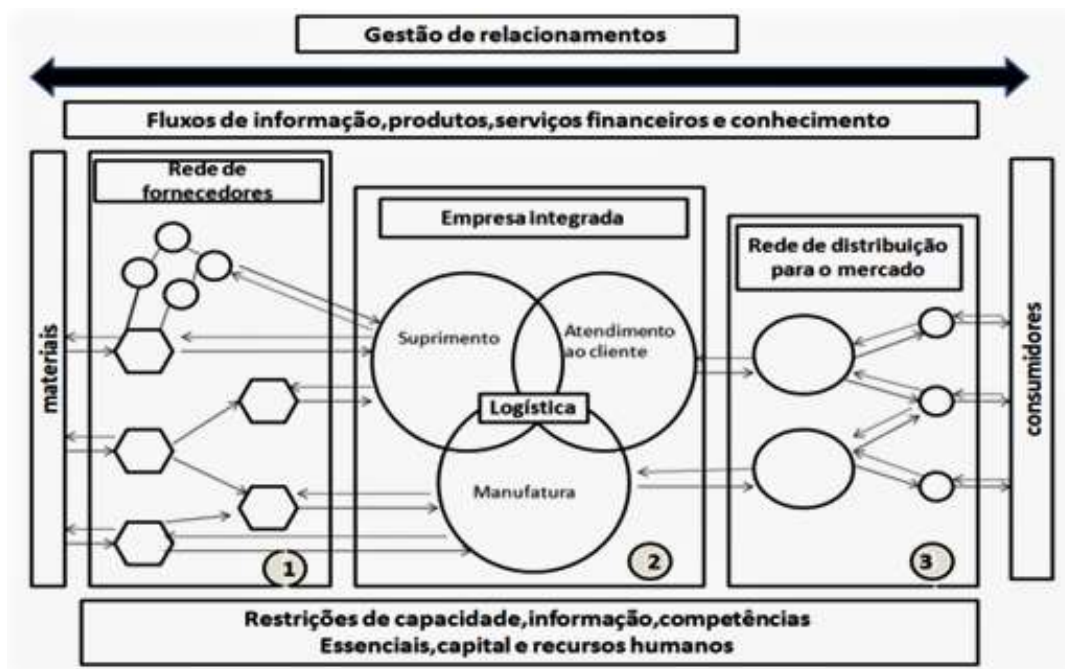 Gestão de relacionamentos
Fluxos de informação,produtos,serviços financeiros e conhecimento
materiais
Rede de
fornecedores
1
Empresa Integrada
Suprimento
Atendimento
ao cliente
Logística
Manufatura
2
Rede de distribuição
para o mercado
3
consumidores
Restrições de capacidade,informação,competências
Essenciais,capital e recursos humanos